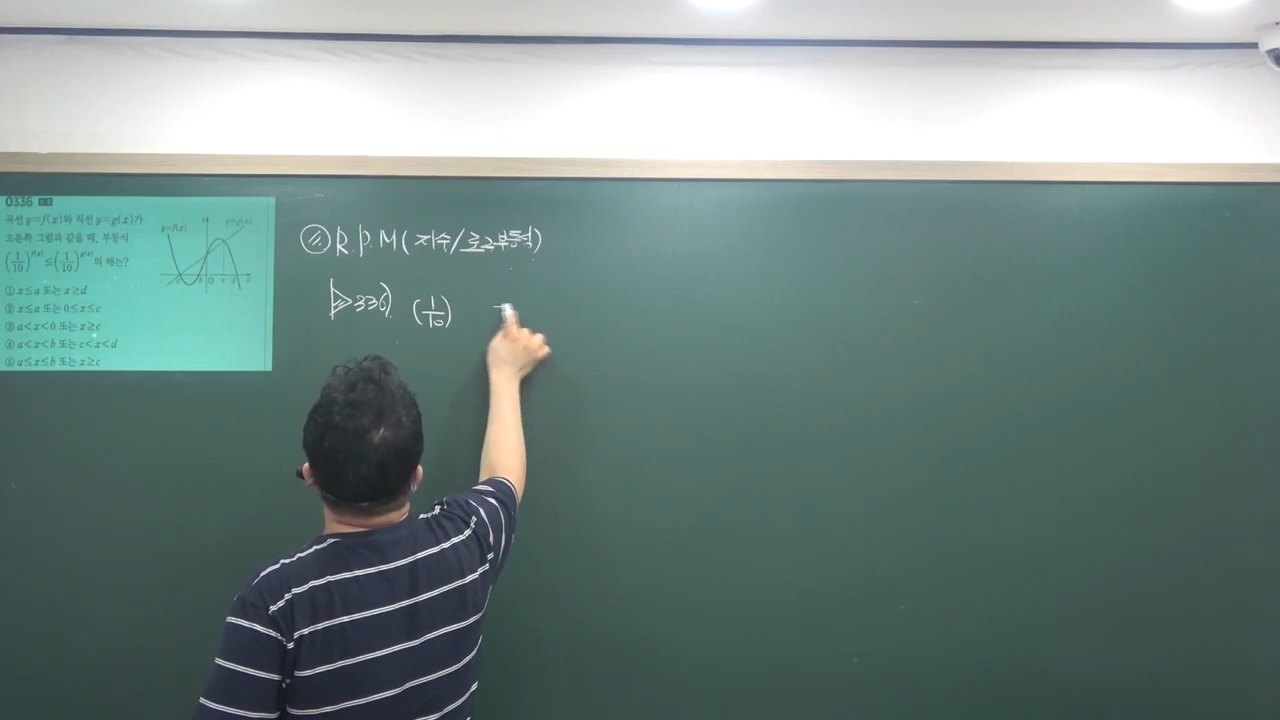 0336
곡선 y=f(x)와 직선 y=g(x)가
오른쪽 그림과 같을 때, 부등식
(1/10)^f(x) ≤ (1/10)^g(x)의 해는?
y=f(x)
y=g(x)
a b O c d x
① x≤a 또는 x≥d
② x≤a 또는 0≤x≤c
③ a<x<0 또는 x≥c
④ a<x<b 또는 c<x<d
⑤ a≤x≤b 또는 x≥c
R.P.M (지수/로그부등식)
336) (1/10)